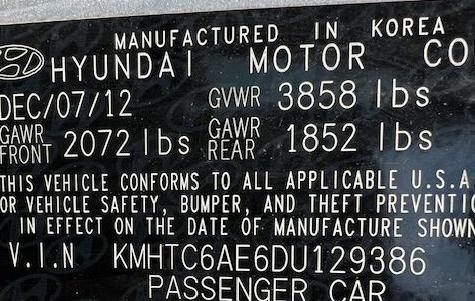 MANUFACTURED IN KOREA
HYUNDAI MOTOR CO
DEC/07/12 GVWR 3858 lbs
GAWR FRONT 2072 lbs GAWR REAR 1852 lbs
THIS VEHICLE CONFORMS TO ALL APPLICABLE U.S.A
OR VEHICLE SAFETY, BUMPER, AND THEFT PREVENTIO
IN EFFECT ON THE DATE OF MANUFACTURE SHOWN
V.I.N KMHTC6AE6DU129386
PASSENGER CAR